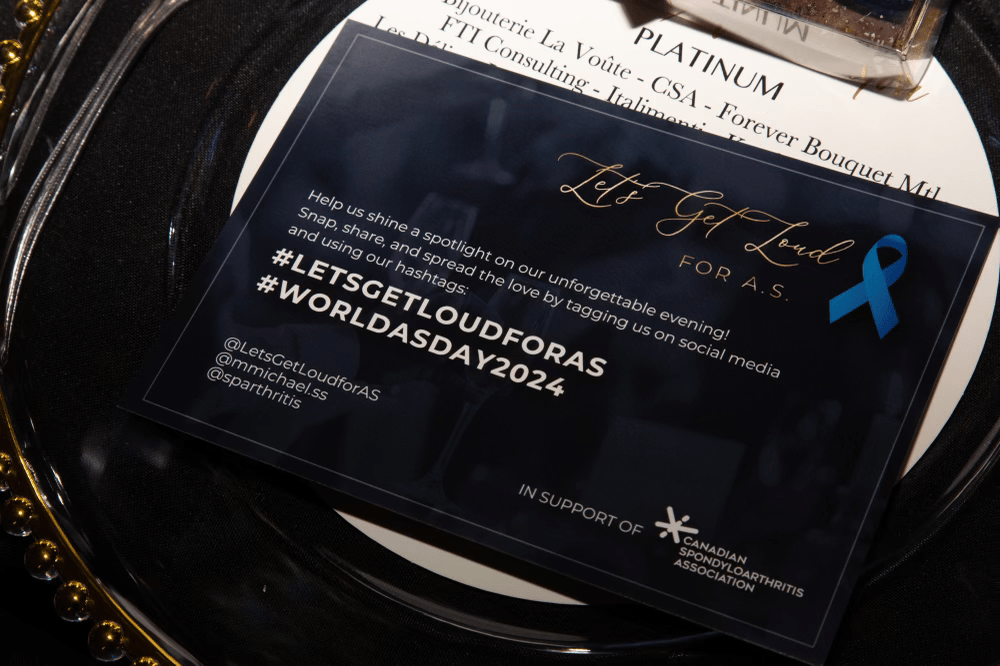 Bijouterie La Voûte - CSA - Forever Bouquet Mtl
FTI Consulting - Italimenti
Les
PLATINUM
Let's Get Loud
FOR A.S.
Help us shine a spotlight on our unforgettable evening!
Snap, share, and spread the love by tagging us on social media
and using our hashtags:
#LETSGETLOUDFORAS
#WORLDASDAY2024
@LetsGetLoudforAS
@mmichael.ss
@sparthritis
IN SUPPORT OF
CANADIAN
SPONDYLOARTHRITIS
ASSOCIATION